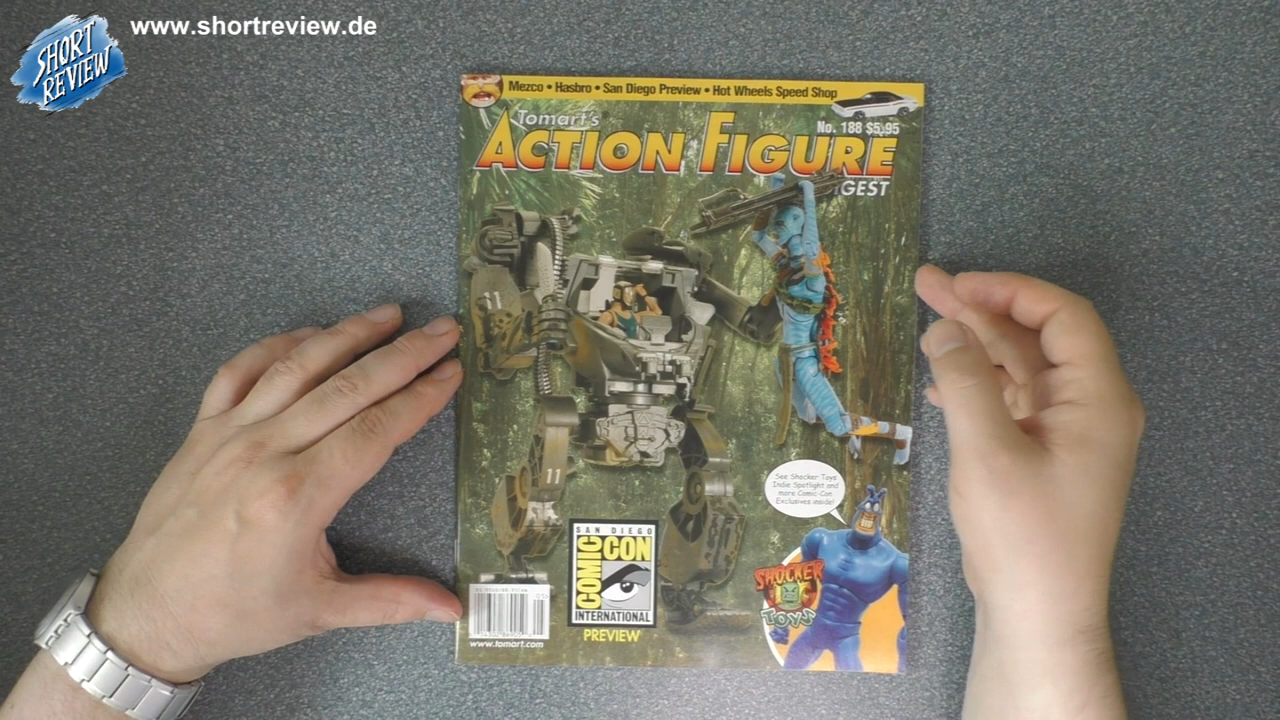 SHORT
REVIEW
www.shortreview.de
Mezco • Hasbro • San Diego Preview • Hot Wheels Speed Shop
Tomart's
No. 188 $5.95
ACTION FIGURE
IGEST
11
11
See Shocker Toys
Indie Spotlight and
more Comic-Con
Exclusives inside!
SAN DIEGO
COMIC CON
INTERNATIONAL
PREVIEW
SHOCKER
TOYS
www.tomart.com